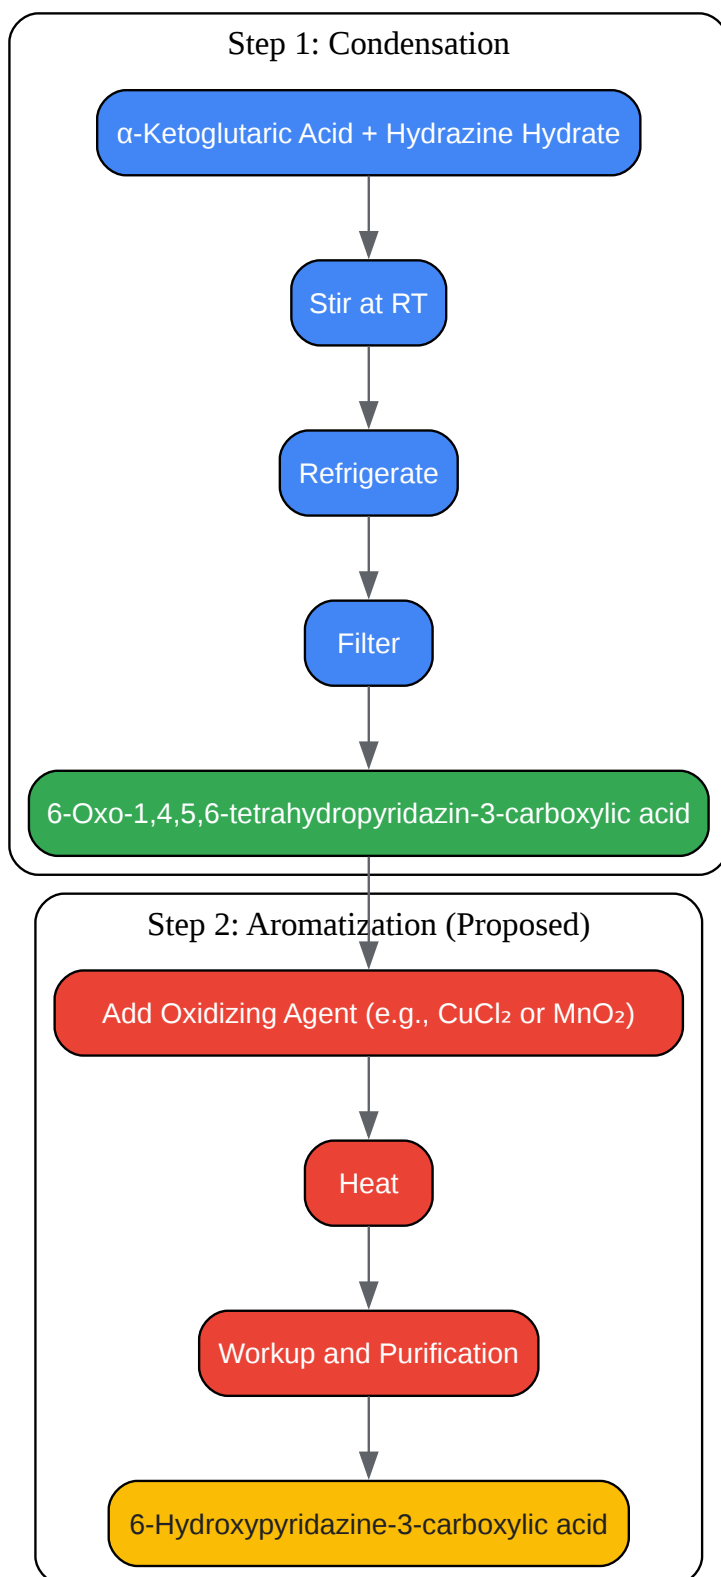 Step 1: Condensation
α-Ketoglutaric Acid + Hydrazine Hydrate
Stir at RT
Refrigerate
Filter
6-Oxo-1,4,5,6-tetrahydropyridazin-3-carboxylic acid
Step 2: Aromatization (Proposed)
Add Oxidizing Agent (e.g., CuCl₂ or MnO₂)
Heat
Workup and Purification
6-Hydroxypyridazine-3-carboxylic acid